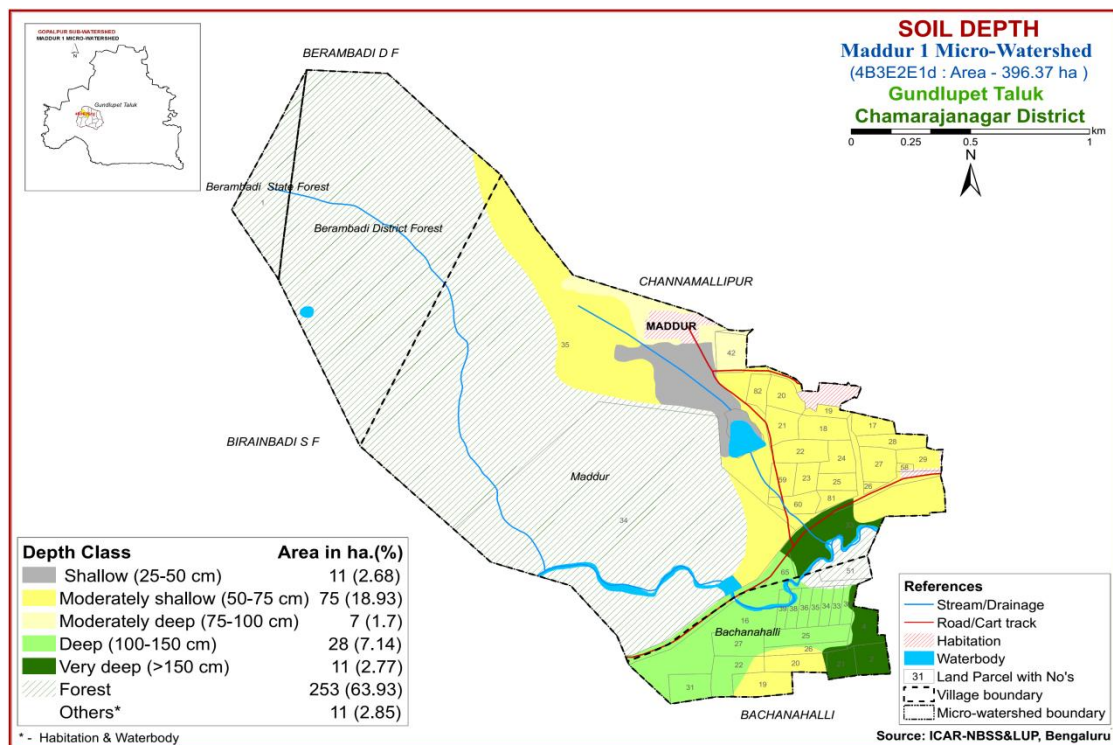 GOPALPUR SUB-WATERSHED
MADDUR 1 MICRO-WATERSHED
N
Gundlupet Taluk
SOIL DEPTH
Maddur 1 Micro-Watershed
(4B3E2E1d : Area - 396.37 ha )
Gundlupet Taluk
Chamarajanagar District
km
0 0.25 0.5 1
N
BERAMBADI D F
Berambadi State Forest
1
Berambadi District Forest
CHANNAMALLIPUR
MADDUR
35
42
82 20
19
21 18 17
28
22 24
27 29
58
59 23 25 26
60 81
BIRAINBADI S F
Maddur
34
65
51
38 36 35 34 33
16
Bachanahalli
25
27
26
22 20
31 19
BACHANAHALLI
Depth Class Area in ha.(%)
Shallow (25-50 cm) 11 (2.68)
Moderately shallow (50-75 cm) 75 (18.93)
Moderately deep (75-100 cm) 7 (1.7)
Deep (100-150 cm) 28 (7.14)
Very deep (>150 cm) 11 (2.77)
Forest 253 (63.93)
Others* 11 (2.85)
* - Habitation & Waterbody
References
Stream/Drainage
Road/Cart track
Habitation
Waterbody
31 Land Parcel with No's
Village boundary
Micro-watershed boundary
Source: ICAR-NBSS&LUP, Bengaluru